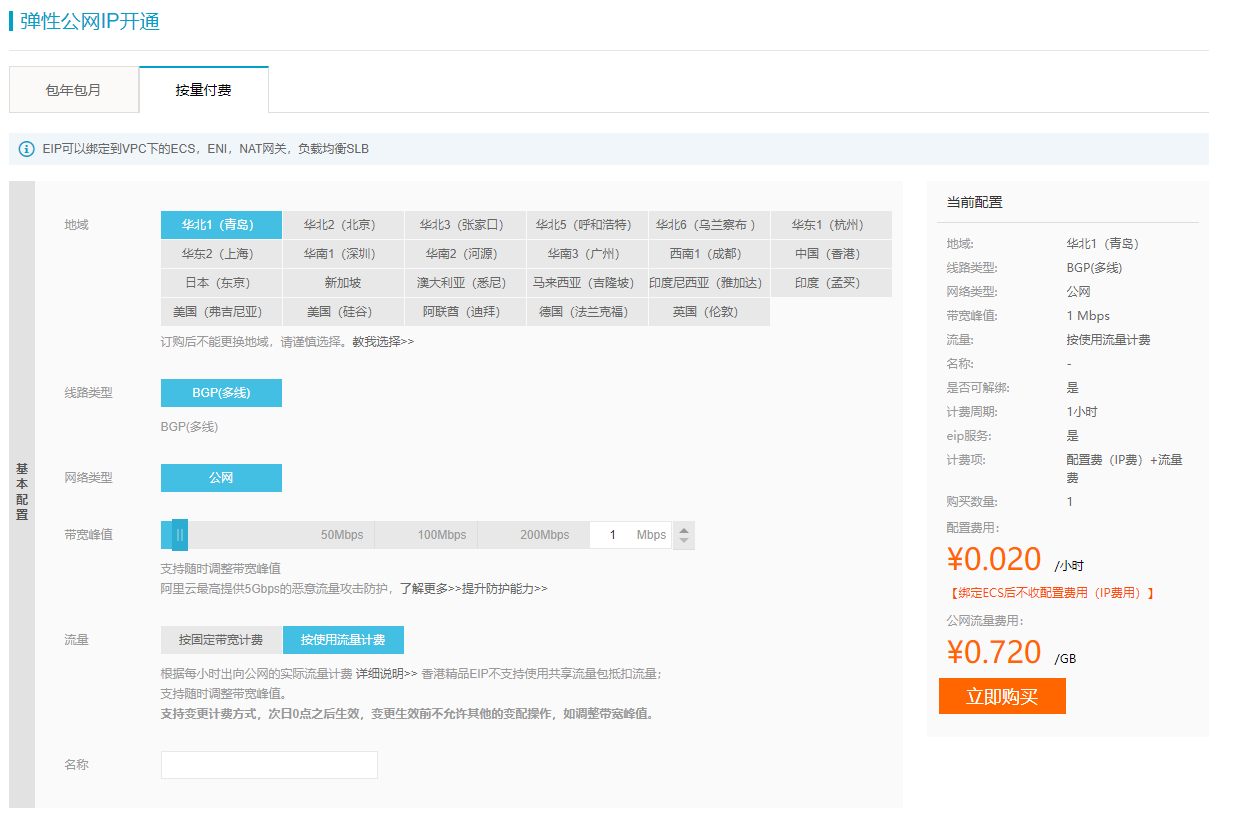 弹性公网IP开通
包年包月 按量付费
EIP可以绑定到VPC下的ECS，ENI，NAT网关，负载均衡SLB
基本配置
地域 华北1（青岛） 华北2（北京） 华北3（张家口） 华北5（呼和浩特） 华北6（乌兰察布 ） 华东1（杭州）
华东2（上海） 华南1（深圳） 华南2（河源） 华南3（广州） 西南1（成都） 中国（香港）
日本（东京） 新加坡 澳大利亚（悉尼） 马来西亚（吉隆坡） 印度尼西亚（雅加达） 印度（孟买）
美国（弗吉尼亚） 美国（硅谷） 阿联酋（迪拜） 德国（法兰克福） 英国（伦敦）
订购后不能更换地域，请谨慎选择。教我选择>>
线路类型 BGP(多线)
BGP(多线)
网络类型 公网
带宽峰值 50Mbps 100Mbps 200Mbps 1 Mbps
支持随时调整带宽峰值
阿里云最高提供5Gbps的恶意流量攻击防护，了解更多>>提升防护能力>>
流量 按固定带宽计费 按使用流量计费
根据每小时出向公网的实际流量计费 详细说明>> 香港精品EIP不支持使用共享流量包抵扣流量；
支持随时调整带宽峰值。
支持变更计费方式，次日0点之后生效，变更生效前不允许其他的变配操作，如调整带宽峰值。
名称
当前配置
地域: 华北1（青岛）
线路类型: BGP(多线)
网络类型: 公网
带宽峰值: 1 Mbps
流量: 按使用流量计费
名称: -
是否可解绑: 是
计费周期: 1小时
eip服务: 是
计费项: 配置费（IP费）+流量
费
购买数量: 1
配置费用:
¥0.020 /小时
【绑定ECS后不收配置费用（IP费用）】
公网流量费用:
¥0.720 /GB
立即购买